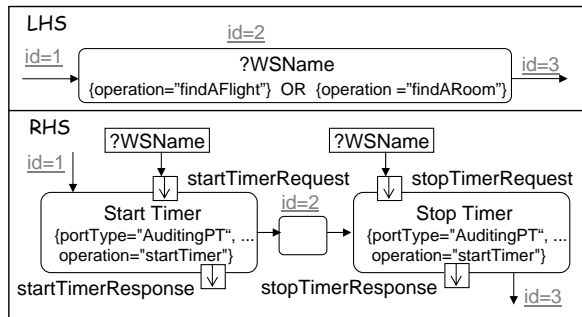 LHS
id=2
id=1
?WSName
id=3
{operation="findAFlight"} OR {operation ="findARoom"}
RHS
?WSName
?WSName
id=1
startTimerRequest
stopTimerRequest
id=2
Start Timer
{portType="AuditingPT“, ...
operation="startTimer"}
Stop Timer
{portType="AuditingPT“, ...
operation="startTimer"}
startTimerResponse
stopTimerResponse
id=3